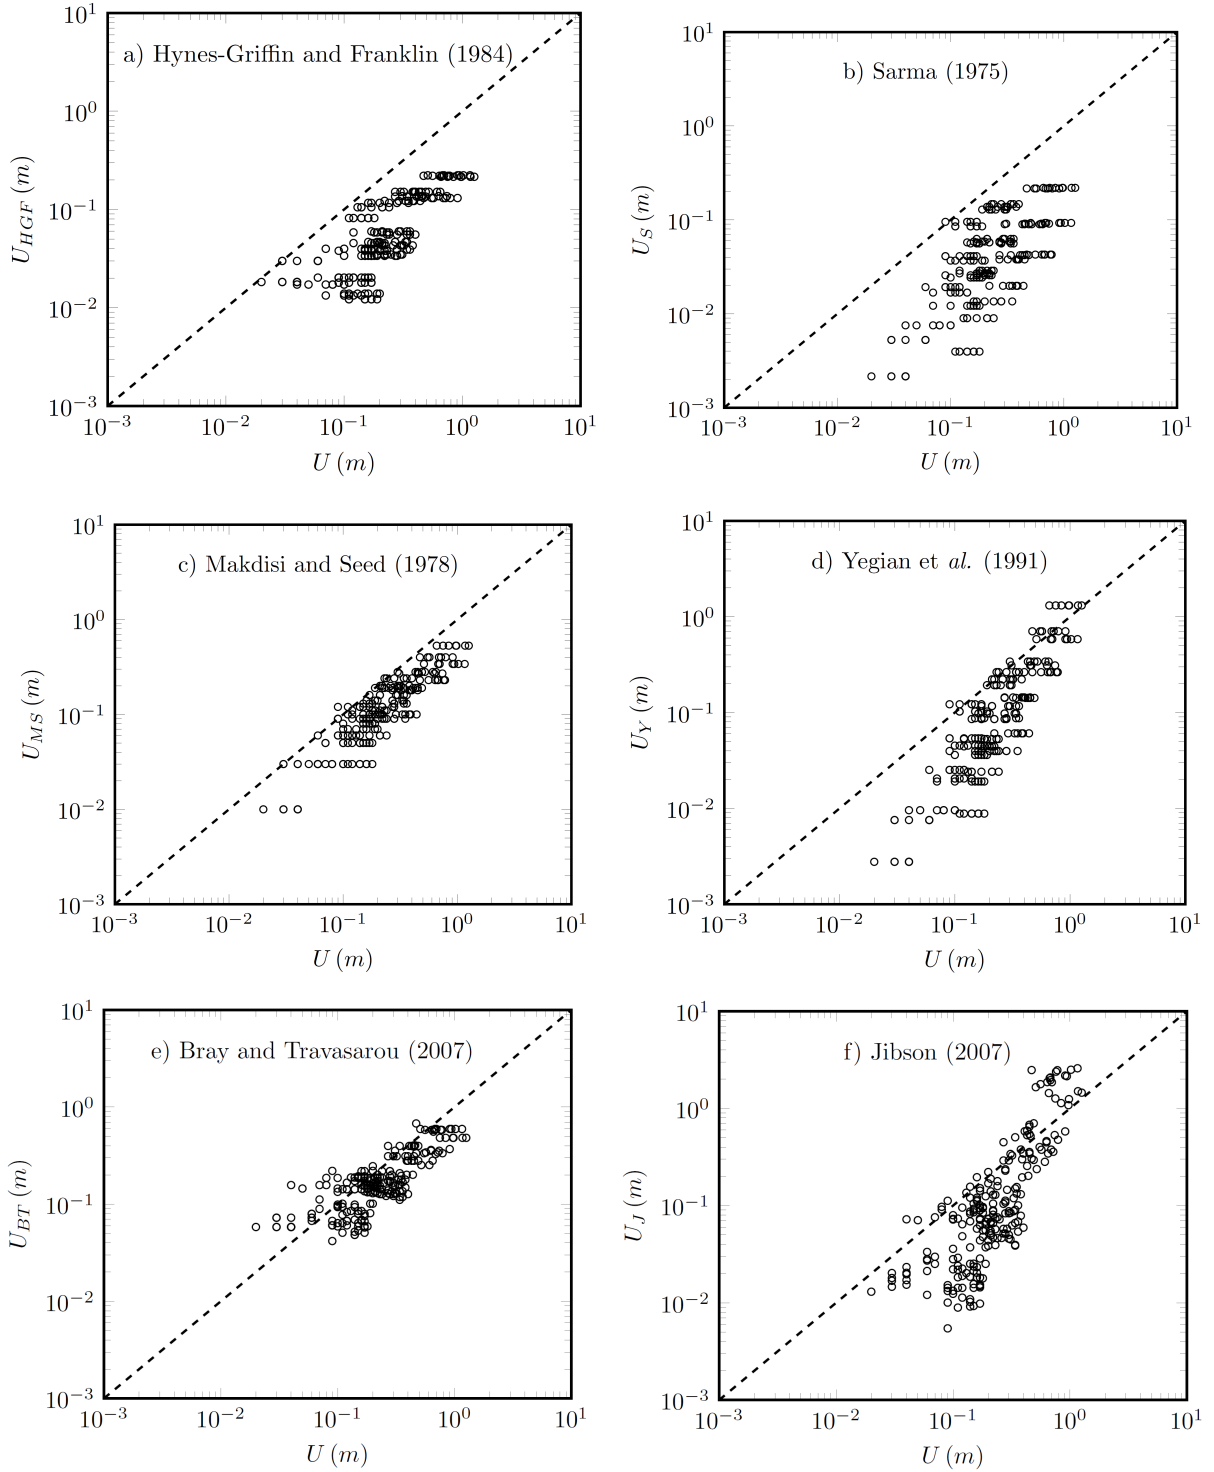 a) Hynes-Griffin and Franklin (1984)
10^1
10^0
10^−1
10^−2
10^−3
U_HGF (m)
10^−3 10^−2 10^−1 10^0 10^1
U (m)
b) Sarma (1975)
10^1
10^0
10^−1
10^−2
10^−3
U_S (m)
10^−3 10^−2 10^−1 10^0 10^1
U (m)
c) Makdisi and Seed (1978)
10^1
10^0
10^−1
10^−2
10^−3
U_MS (m)
10^−3 10^−2 10^−1 10^0 10^1
U (m)
d) Yegian et al. (1991)
10^1
10^0
10^−1
10^−2
10^−3
U_Y (m)
10^−3 10^−2 10^−1 10^0 10^1
U (m)
e) Bray and Travasarou (2007)
10^1
10^0
10^−1
10^−2
10^−3
U_BT (m)
10^−3 10^−2 10^−1 10^0 10^1
U (m)
f) Jibson (2007)
10^1
10^0
10^−1
10^−2
10^−3
U_J (m)
10^−3 10^−2 10^−1 10^0 10^1
U (m)